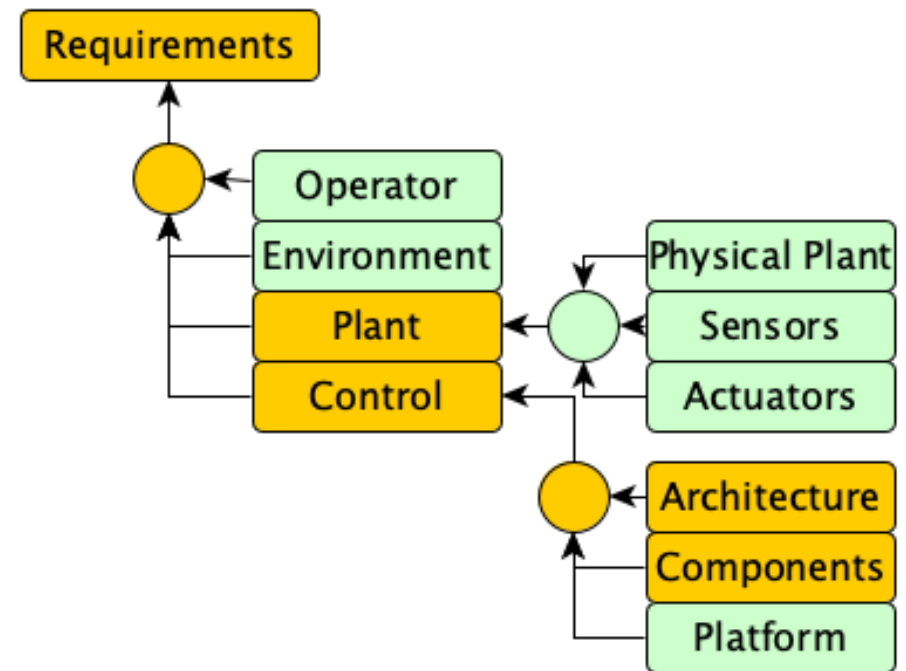 Requirements
Operator
Environment
Plant
Control
Physical Plant
Sensors
Actuators
Architecture
Components
Platform